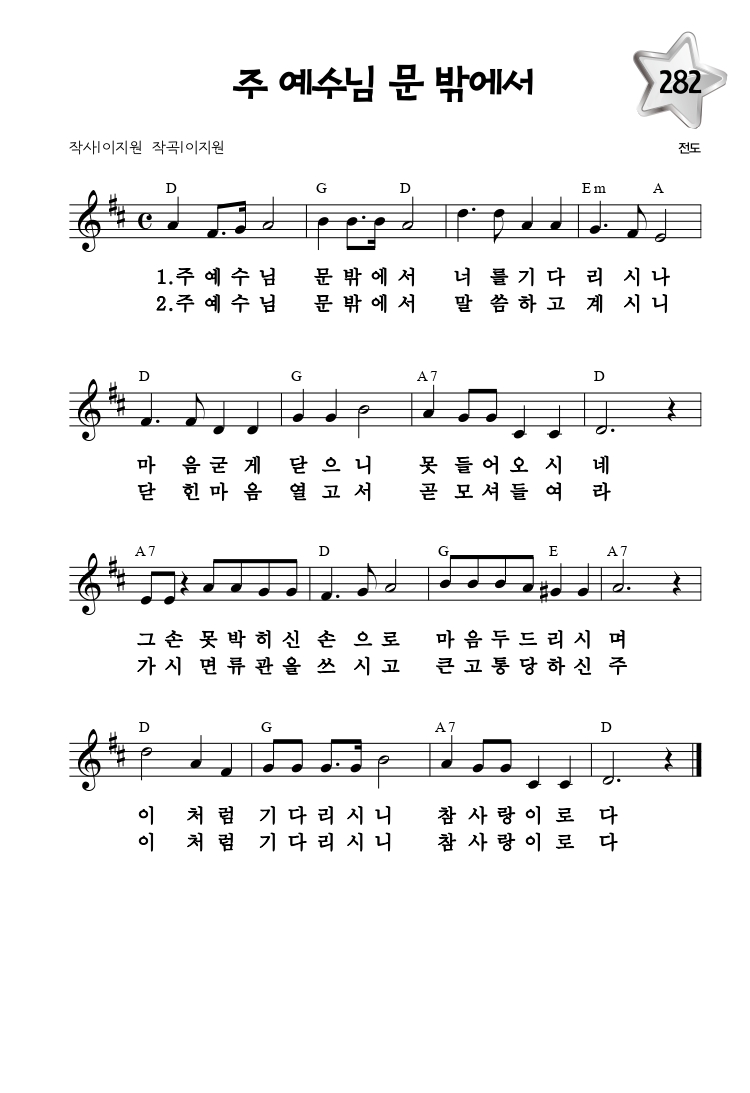 주 예수님 문 밖에서
282
작사|이지원 작곡|이지원
전도
D G D Em A
1.주 예 수 님 문 밖 에 서 너 를 기 다 리 시 나
2.주 예 수 님 문 밖 에 서 말 씀 하 고 계 시 니
D G A7 D
마 음 굳 게 닫 으 니 못 들 어 오 시 네
닫 힌 마 음 열 고 서 곧 모 셔 들 여 라
A7 D G E A7
그 손 못 박 히 신 손 으 로 마 음 두 드 리 시 며
가 시 면 류 관 을 쓰 시 고 큰 고 통 당 하 신 주
D G A7 D
이 처 럼 기 다 리 시 니 참 사 랑 이 로 다
이 처 럼 기 다 리 시 니 참 사 랑 이 로 다